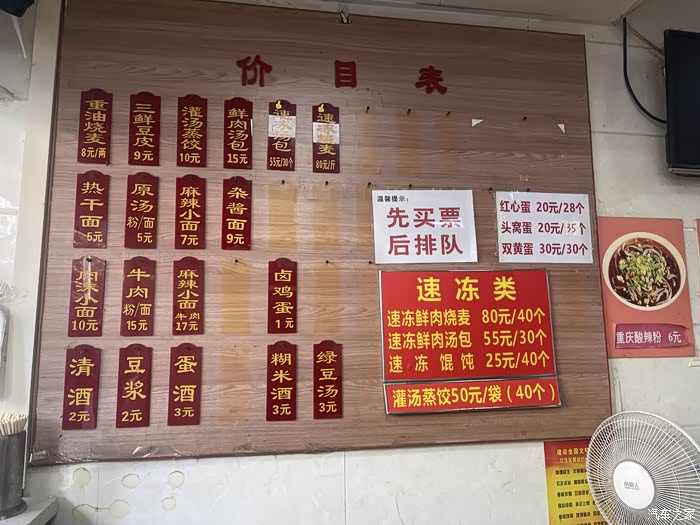 价目表
重油烧麦 8元/两
三鲜豆皮 9元
灌汤蒸饺 10元
鲜肉汤包 15元
速冻汤包 55元/30个
速冻烧麦 80元/斤
热干面 5元
原汤粉/面 5元
麻辣小面 7元
杂酱面 9元
肉沫小面 10元
牛肉粉/面 15元
麻辣小面 牛肉 17元
卤鸡蛋 1元
清酒 2元
豆浆 2元
蛋酒 3元
糊米酒 3元
绿豆汤 3元
温馨提示:
先买票
后排队
红心蛋 20元/28个
头窝蛋 20元/35个
双黄蛋 30元/30个
速冻类
速冻鲜肉烧麦 80元/40个
速冻鲜肉汤包 55元/30个
速冻馄饨 25元/40个
灌汤蒸饺50元/袋(40个)
重庆酸辣粉 6元
汽车之家